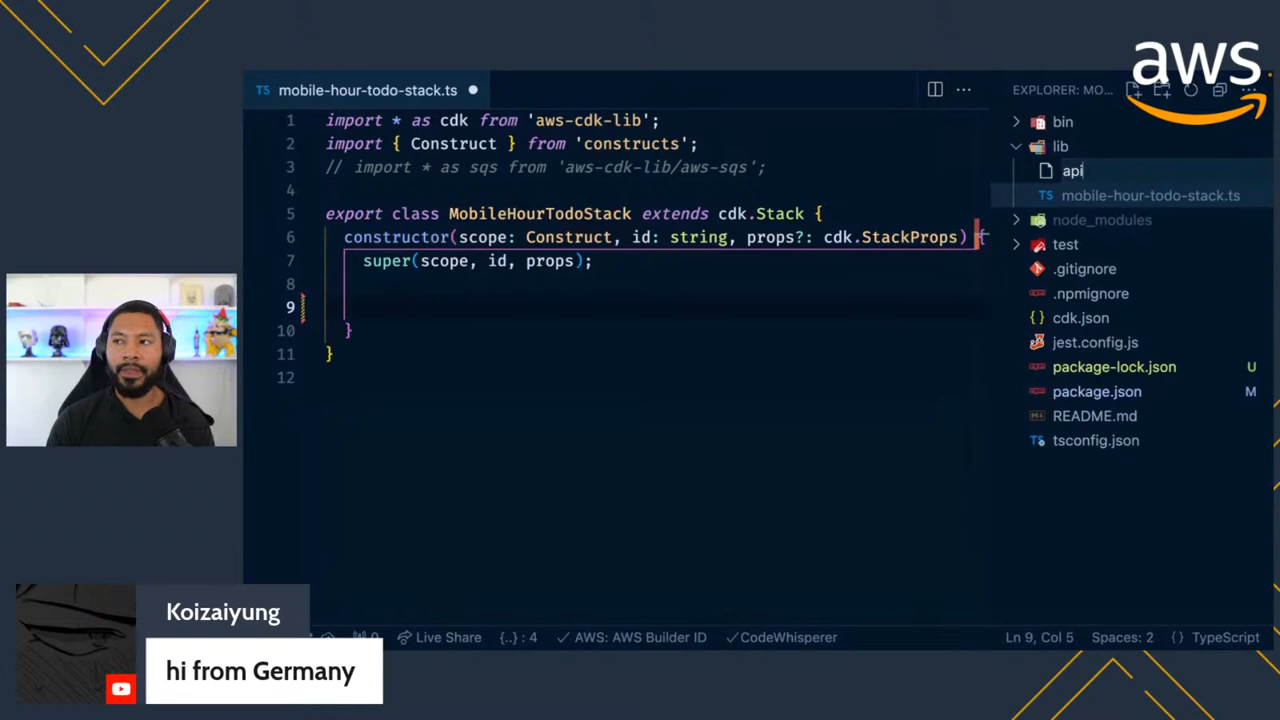 aws
TS mobile-hour-todo-stack.ts
EXPLORER: MO...
1 import * as cdk from 'aws-cdk-lib';
2 import { Construct } from 'constructs';
3 // import * as sqs from 'aws-cdk-lib/aws-sqs';
4
5 export class MobileHourTodoStack extends cdk.Stack {
6 constructor(scope: Construct, id: string, props?: cdk.StackProps) {
7 super(scope, id, props);
8
9
10 }
11 }
12
bin
lib
api
TS mobile-hour-todo-stack.ts
node_modules
test
.gitignore
.npmignore
{} cdk.json
jest.config.js
package-lock.json U
package.json M
README.md
tsconfig.json
Koizaiyung
hi from Germany
0 Live Share {..} : 4 AWS: AWS Builder ID CodeWhisperer Ln 9, Col 5 Spaces: 2 {} TypeScript